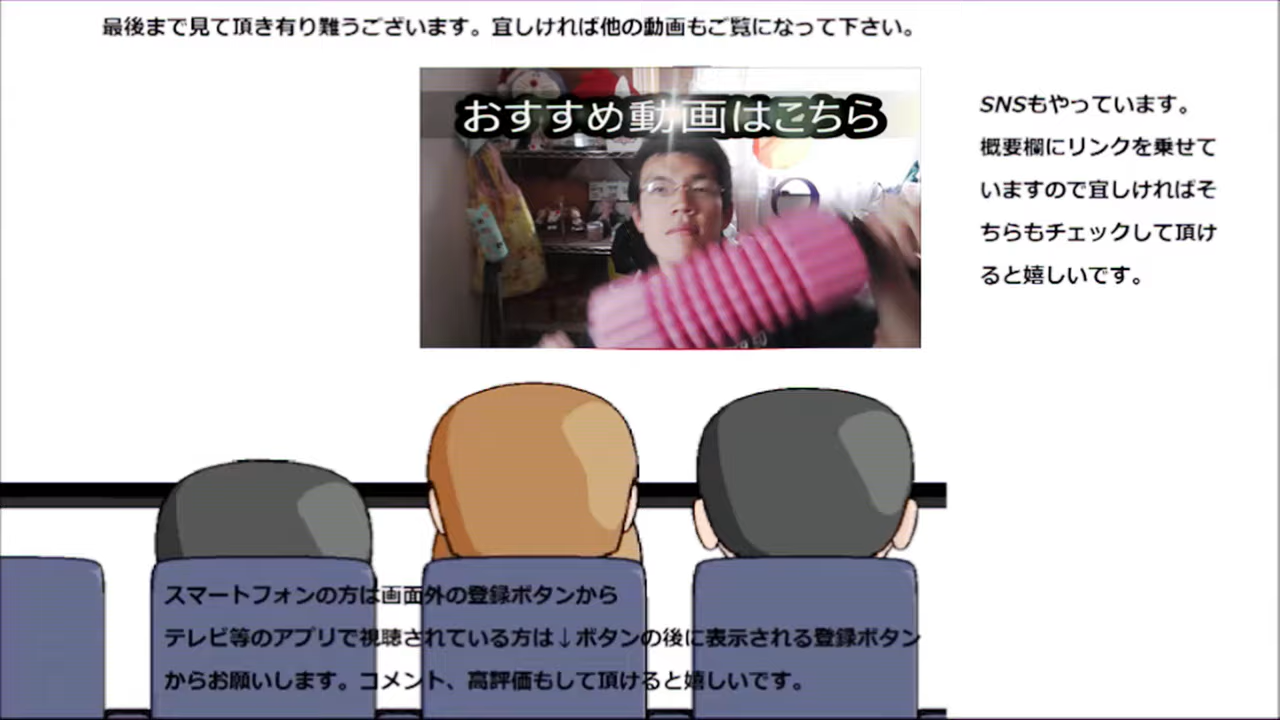 最後まで見て頂き有り難うございます。宜しければ他の動画もご覧になって下さい。
おすすめ動画はこちら
SNSもやっています。
概要欄にリンクを乗せて
いますので宜しければそ
ちらもチェックして頂け
ると嬉しいです。
スマートフォンの方は画面外の登録ボタンから
テレビ等のアプリで視聴されている方は↓ボタンの後に表示される登録ボタン
からお願いします。コメント、高評価もして頂けると嬉しいです。